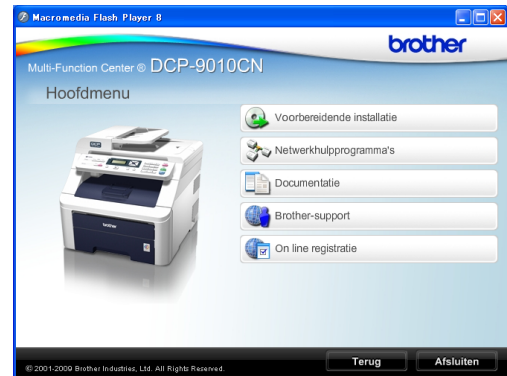 Macromedia Flash Player 8
brother
Multi-Function Center ® DCP-9010CN
Hoofdmenu
Voorbereidende installatie
Netwerkhulpprogramma's
Documentatie
Brother-support
On line registratie
brother
Terug
Afsluiten
© 2001-2009 Brother Industries, Ltd. All Rights Reserved.